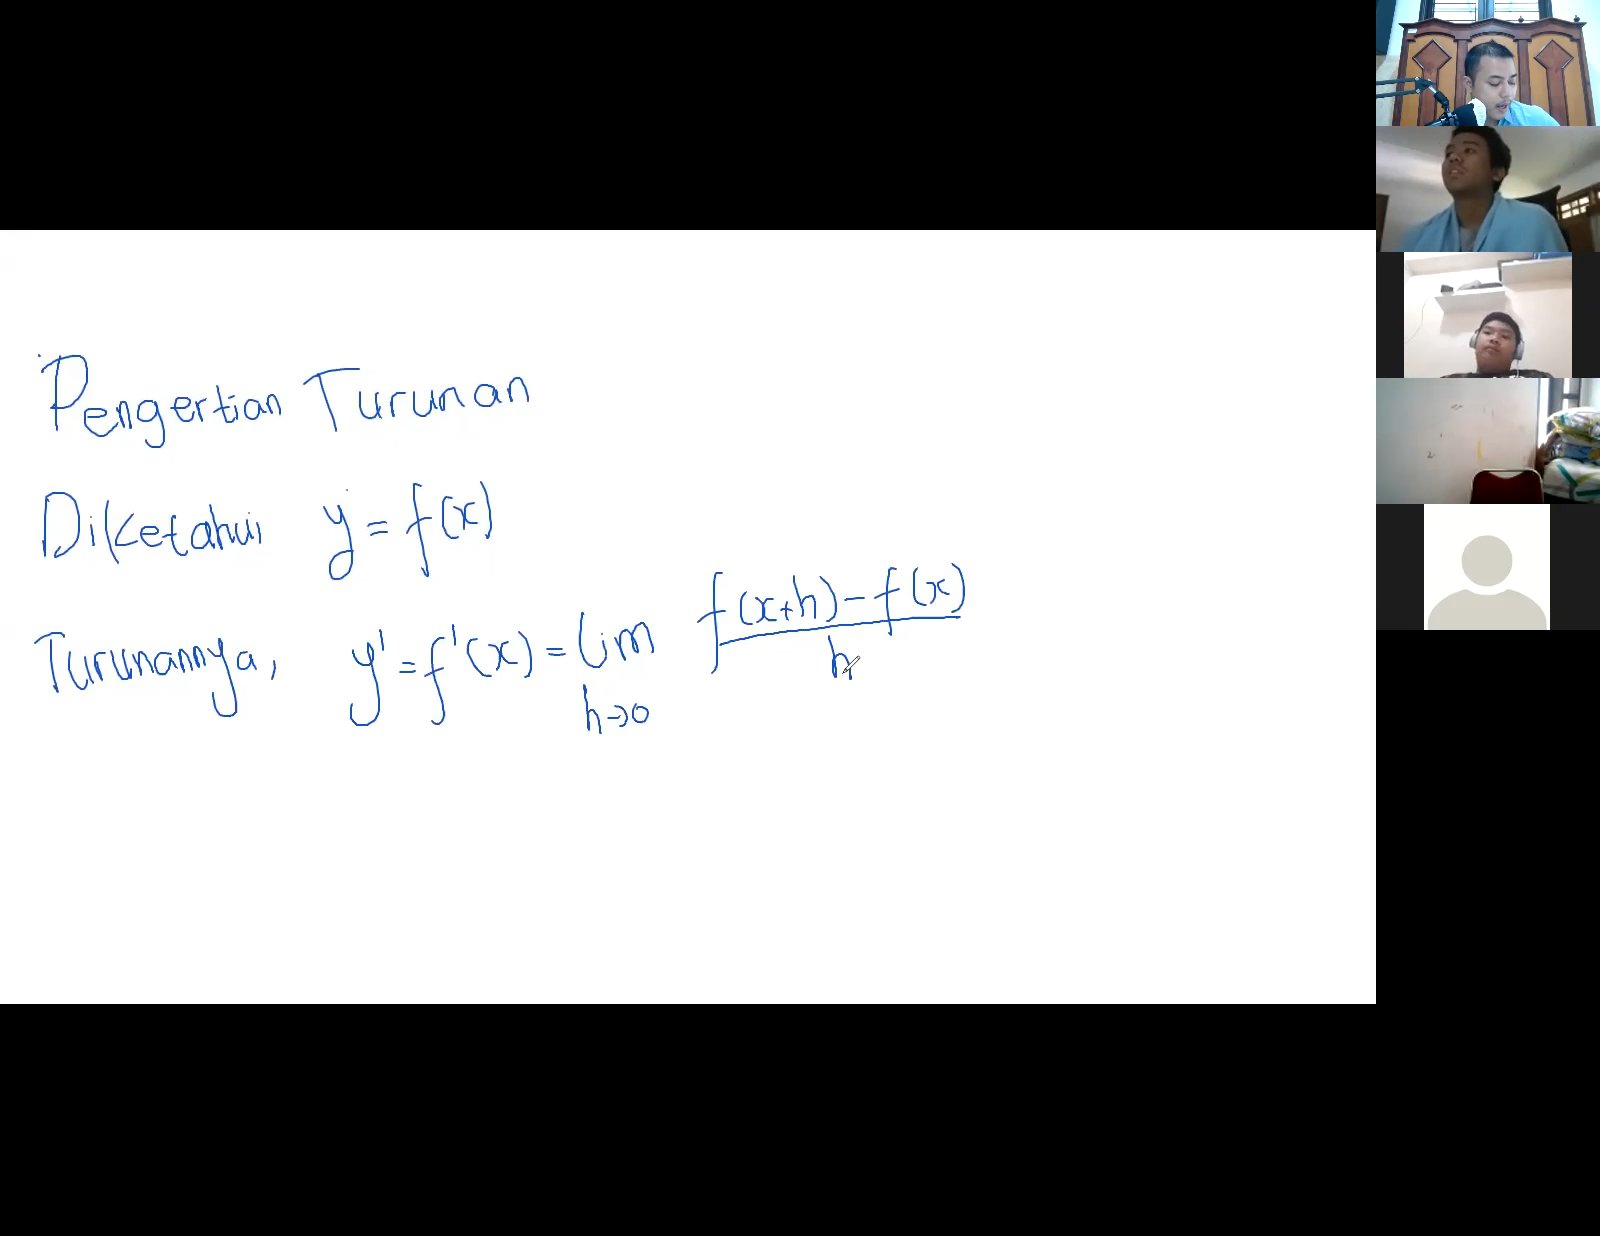 Pengertian Turunan
Diketahui y = f(x)
Turunannya, y' = f'(x) = lim h→0 f(x+h) - f(x) / h